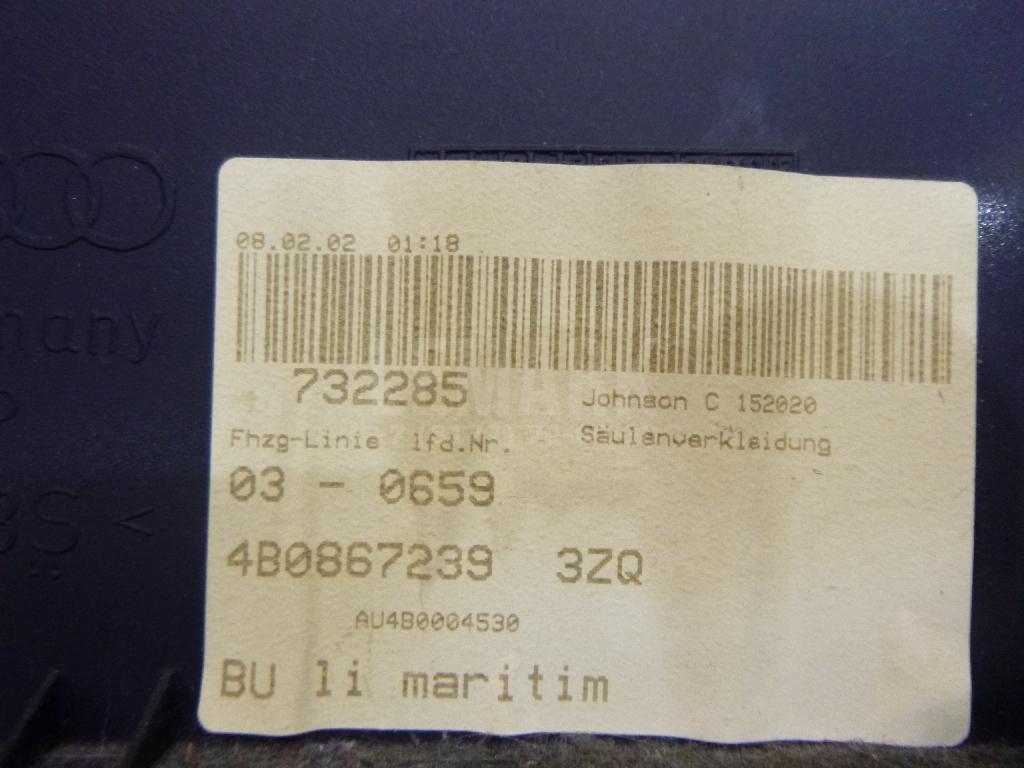 08.02.02 01:18
732285
Johnson C 152020
Fhzg-Linie lfd.Nr. -
Säulenverkleidung
03 - 0659
4B0867239 3ZQ
AU4B0004530
BU li maritim
many